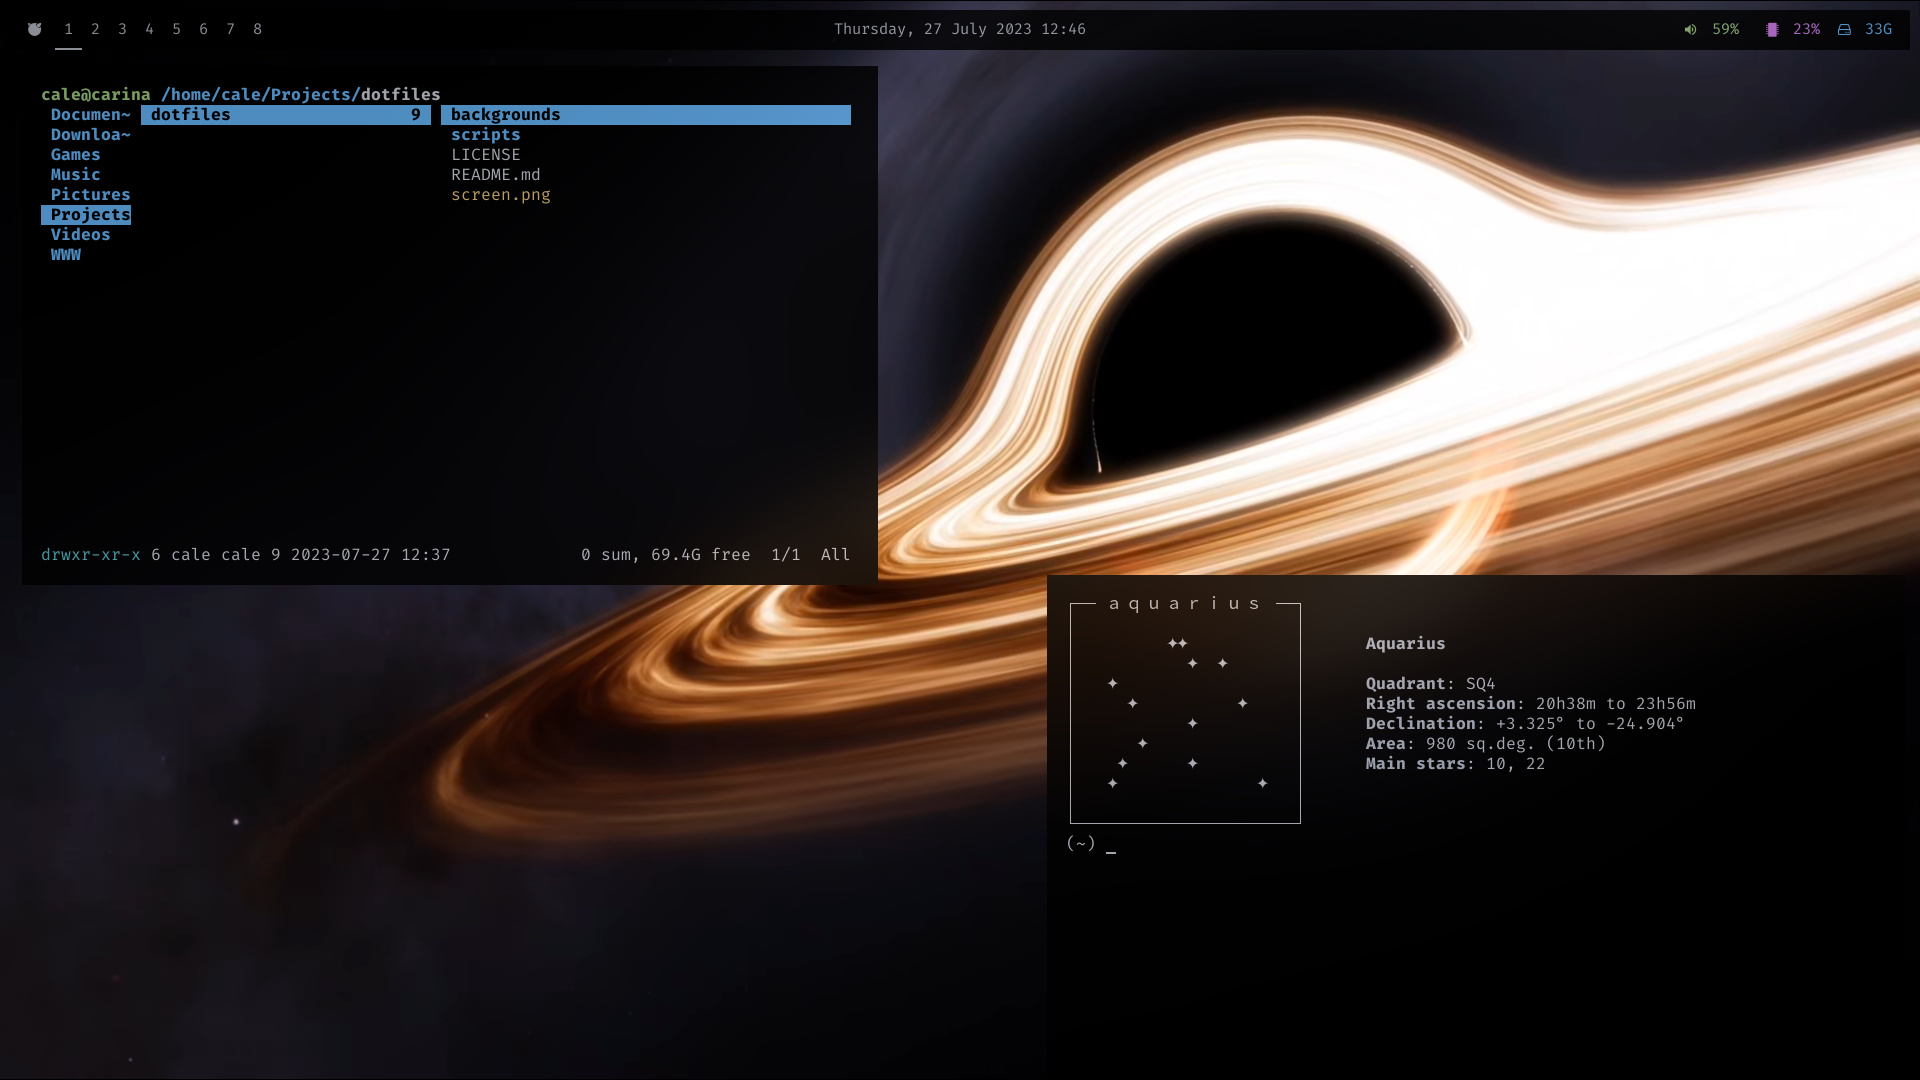 1 2 3 4 5 6 7 8 Thursday, 27 July 2023 12:46 59% 23% 33G
cale@carina /home/cale/Projects/dotfiles
Documen~ dotfiles 9 backgrounds
Downloa~ scripts
Games LICENSE
Music README.md
Pictures screen.png
Projects
Videos
WWW
drwxr-xr-x 6 cale cale 9 2023-07-27 12:37 0 sum, 69.4G free 1/1 All
aquarius
Aquarius
Quadrant: SQ4
Right ascension: 20h38m to 23h56m
Declination: +3.325° to -24.904°
Area: 980 sq.deg. (10th)
Main stars: 10, 22
(~) _